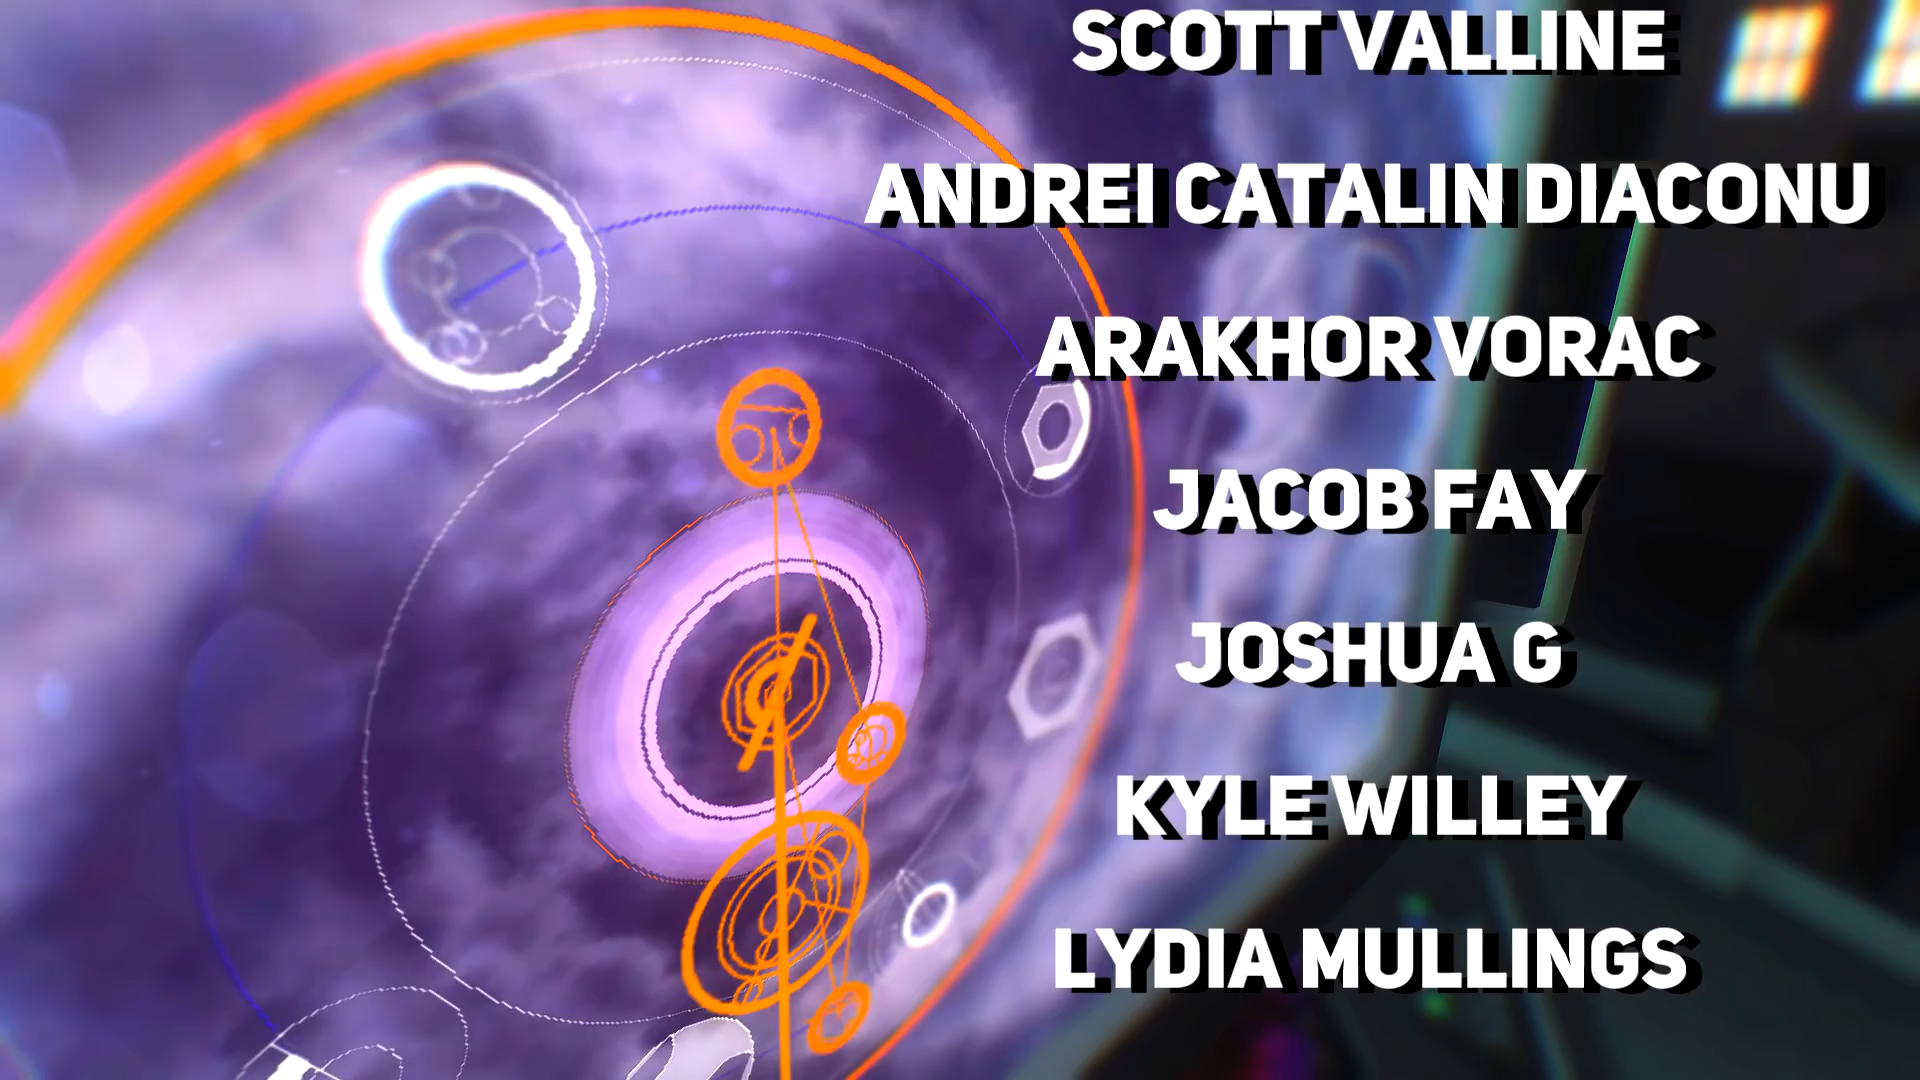 SCOTT VALLINE
ANDREI CATALIN DIACONU
ARAKHOR VORAC
JACOB FAY
JOSHUA G
KYLE WILLEY
LYDIA MULLINGS